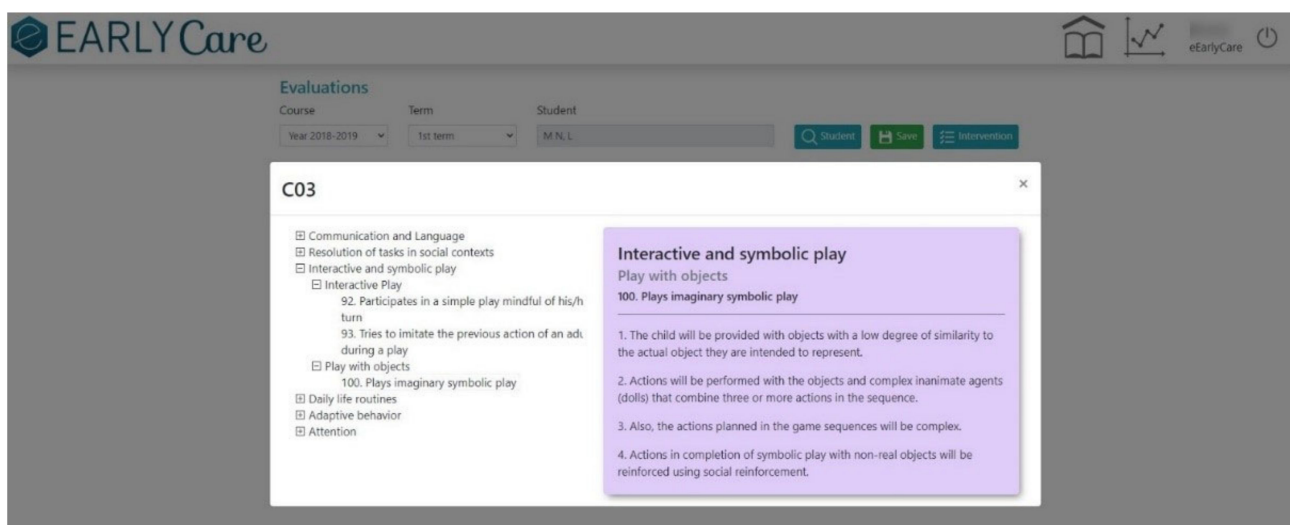 e EARLYCare
eEarlyCare
Evaluations
Course Term Student
Year 2018-2019 1st term M.N, L
Student Save Intervention
C03
×
Communication and Language
Resolution of tasks in social contexts
Interactive and symbolic play
Interactive Play
92. Participates in a simple play mindful of his/h
turn
93. Tries to imitate the previous action of an adu
during a play
Play with objects
100. Plays imaginary symbolic play
Daily life routines
Adaptive behavior
Attention
Interactive and symbolic play
Play with objects
100. Plays imaginary symbolic play
1. The child will be provided with objects with a low degree of similarity to
the actual object they are intended to represent.
2. Actions will be performed with the objects and complex inanimate agents
(dolls) that combine three or more actions in the sequence.
3. Also, the actions planned in the game sequences will be complex.
4. Actions in completion of symbolic play with non-real objects will be
reinforced using social reinforcement.